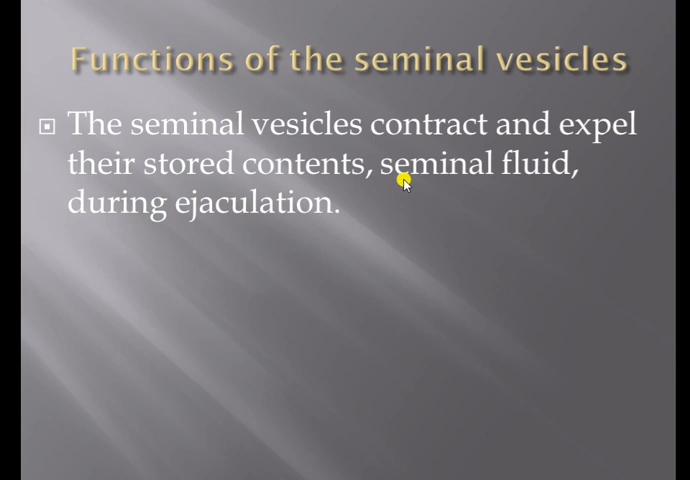 Functions of the seminal vesicles
The seminal vesicles contract and expel
their stored contents, seminal fluid,
during ejaculation.